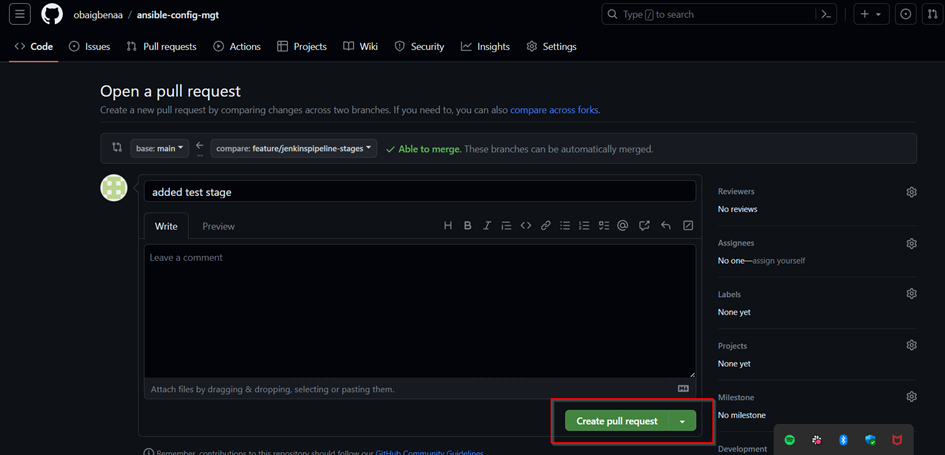 obaigbenaa / ansible-config-mgt
Type / to search
Code Issues Pull requests Actions Projects Wiki Security Insights Settings
Open a pull request
Create a new pull request by comparing changes across two branches. If you need to, you can also compare across forks.
base: main compare: feature/jenkinspipeline-stages Able to merge. These branches can be automatically merged.
added test stage
Write Preview
Leave a comment
Attach files by dragging & dropping, selecting or pasting them.
Create pull request
Remember, contributions to this repository should follow our GitHub Community Guidelines.
Reviewers
No reviews
Assignees
No one—assign yourself
Labels
None yet
Projects
None yet
Milestone
No milestone
Development